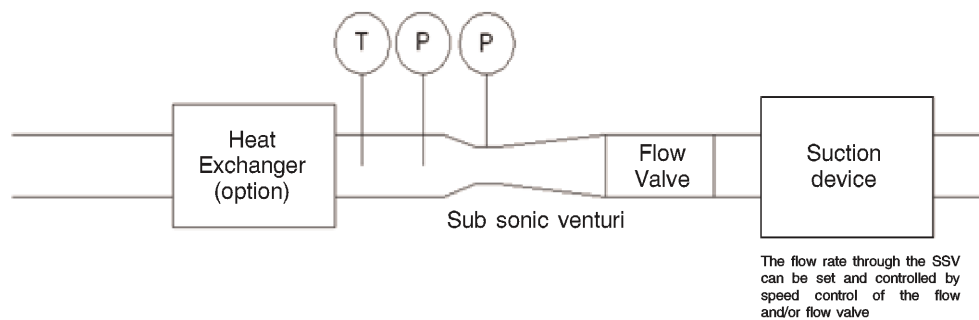 T P P
Heat
Exchanger
(option)
Flow
Valve
Suction
device
Sub sonic venturi
The flow rate through the SSV
can be set and controlled by
speed control of the flow
and/or flow valve